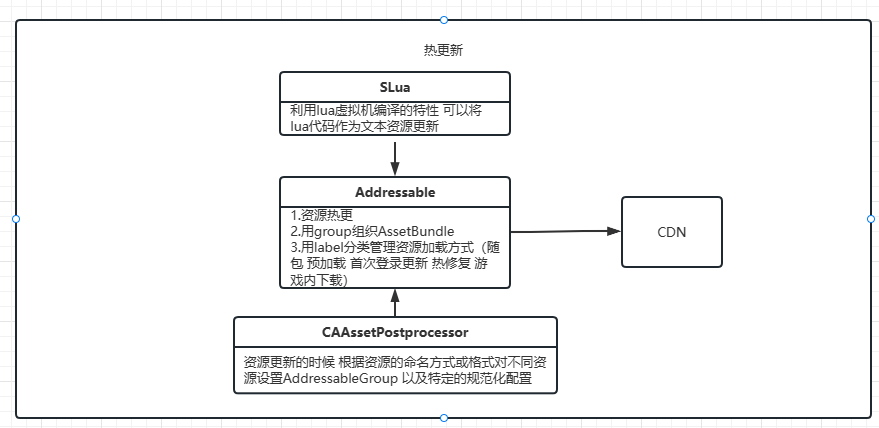 热更新
SLua
利用lua虚拟机编译的特性 可以将
lua代码作为文本资源更新
Addressable
1.资源热更
2.用group组织AssetBundle
3.用label分类管理资源加载方式（随
包 预加载 首次登录更新 热修复 游
戏内下载）
CDN
CAAssetPostprocessor
资源更新的时候 根据资源的命名方式或格式对不同资
源设置AddressableGroup 以及特定的规范化配置